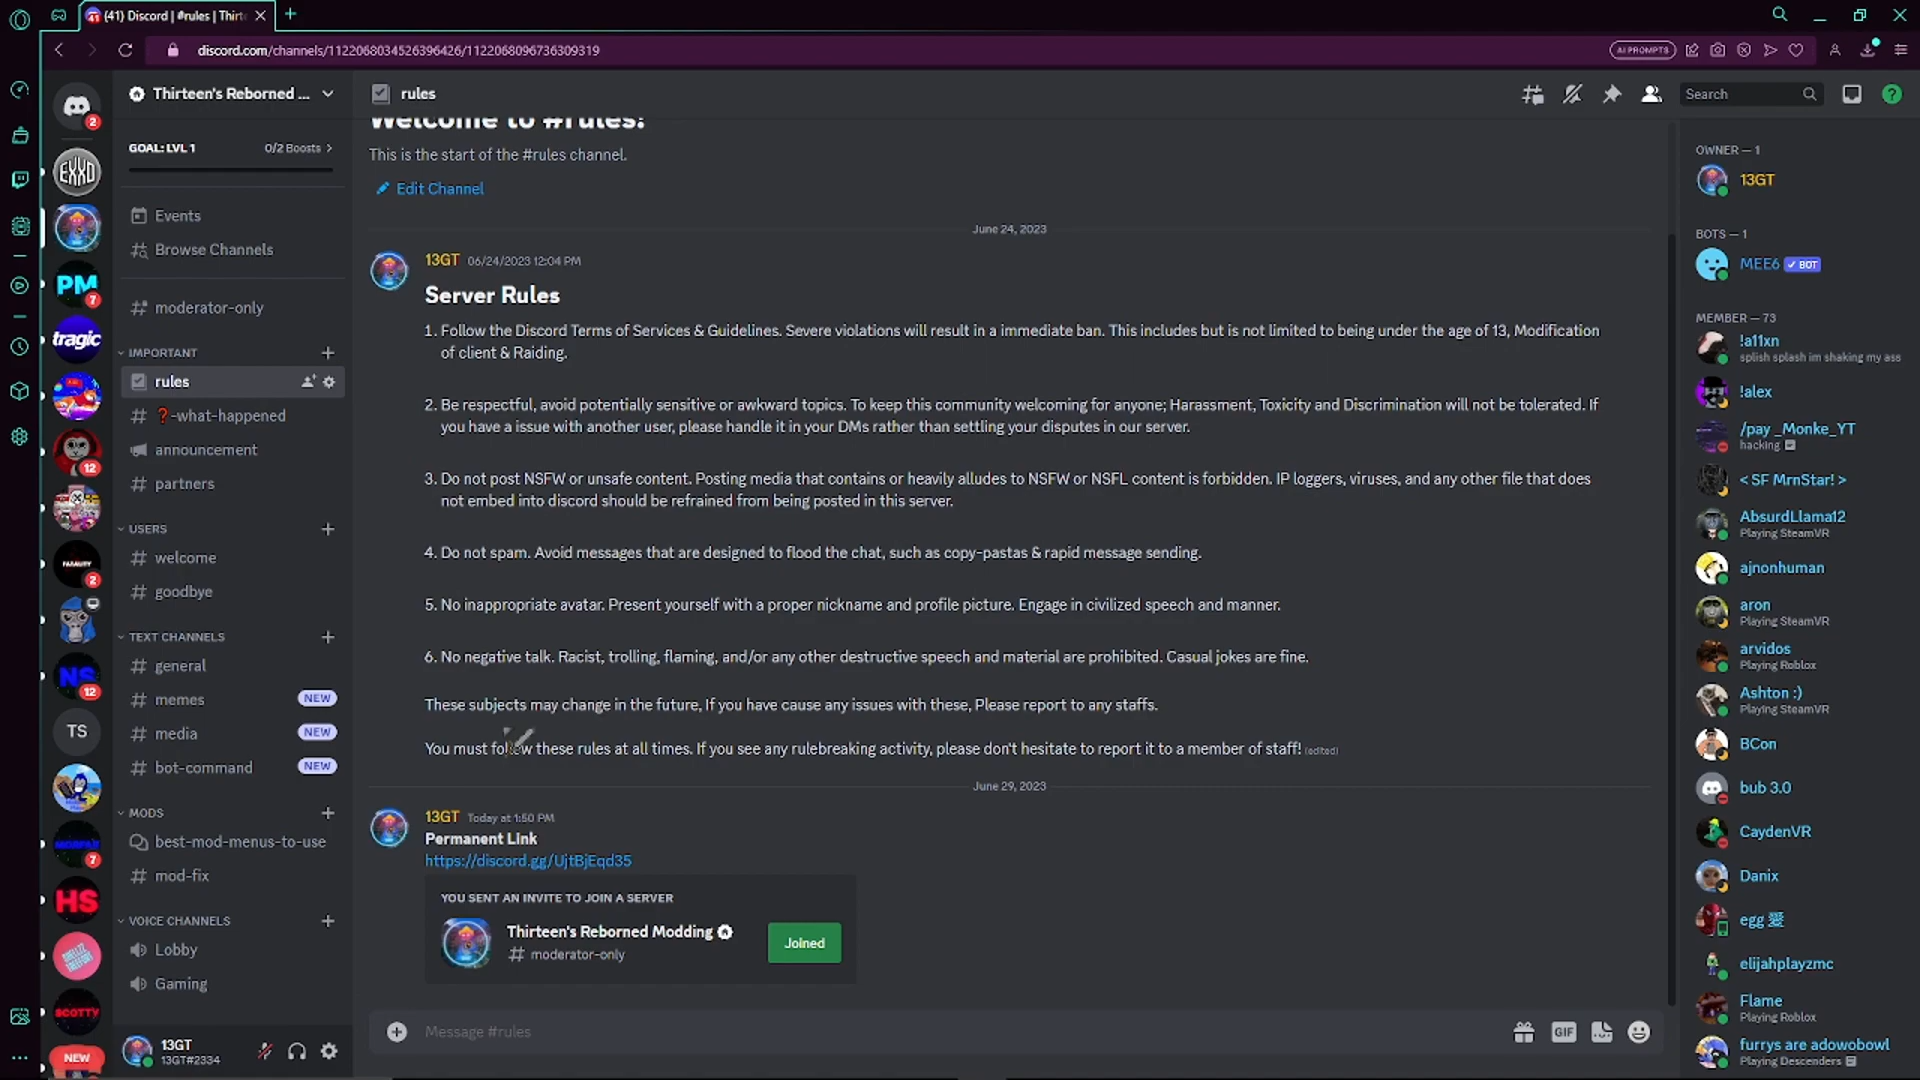 (41) Discord | #rules | Thirt
discord.com/channels/1122068034526396426/1122068096736309319
AI PROMPTS
2
EXXO
PM
7
tragic
12
2
NS
12
TS
7
HS
SCOTTY
NEW
Thirteen's Reborned ...
GOAL: LVL 1
0/2 Boosts >
Events
Browse Channels
moderator-only
IMPORTANT
rules
❓-what-happened
announcement
partners
USERS
welcome
goodbye
TEXT CHANNELS
general
memes NEW
media NEW
bot-command NEW
MODS
best-mod-menus-to-use
mod-fix
VOICE CHANNELS
Lobby
Gaming
13GT
13GT#2334
rules
Search
Welcome to #rules!
This is the start of the #rules channel.
Edit Channel
June 24, 2023
13GT 06/24/2023 12:04 PM
Server Rules
1. Follow the Discord Terms of Services & Guidelines. Severe violations will result in a immediate ban. This includes but is not limited to being under the age of 13, Modification
of client & Raiding.
2. Be respectful, avoid potentially sensitive or awkward topics. To keep this community welcoming for anyone; Harassment, Toxicity and Discrimination will not be tolerated. If
you have a issue with another user, please handle it in your DMs rather than settling your disputes in our server.
3. Do not post NSFW or unsafe content. Posting media that contains or heavily alludes to NSFW or NSFL content is forbidden. IP loggers, viruses, and any other file that does
not embed into discord should be refrained from being posted in this server.
4. Do not spam. Avoid messages that are designed to flood the chat, such as copy-pastas & rapid message sending.
5. No inappropriate avatar. Present yourself with a proper nickname and profile picture. Engage in civilized speech and manner.
6. No negative talk. Racist, trolling, flaming, and/or any other destructive speech and material are prohibited. Casual jokes are fine.
These subjects may change in the future, If you have cause any issues with these, Please report to any staffs.
You must follow these rules at all times. If you see any rulebreaking activity, please don't hesitate to report it to a member of staff! (edited)
June 29, 2023
13GT Today at 1:50 PM
Permanent Link
https://discord.gg/UjtBjEqd35
YOU SENT AN INVITE TO JOIN A SERVER
Thirteen's Reborned Modding
moderator-only
Joined
Message #rules
GIF
OWNER — 1
13GT
BOTS — 1
MEE6 ✓ BOT
MEMBER — 73
!a11xn
splish splash im shaking my ass
!alex
/pay _Monke_YT
hacking
< SF MrnStar! >
AbsurdLlama12
Playing SteamVR
ajnonhuman
aron
Playing SteamVR
arvidos
Playing Roblox
Ashton :)
Playing SteamVR
BCon
bub 3.0
CaydenVR
Danix
egg 愛
elijahplayzmc
Flame
Playing Roblox
furrys are adowobowl
Playing Descenders